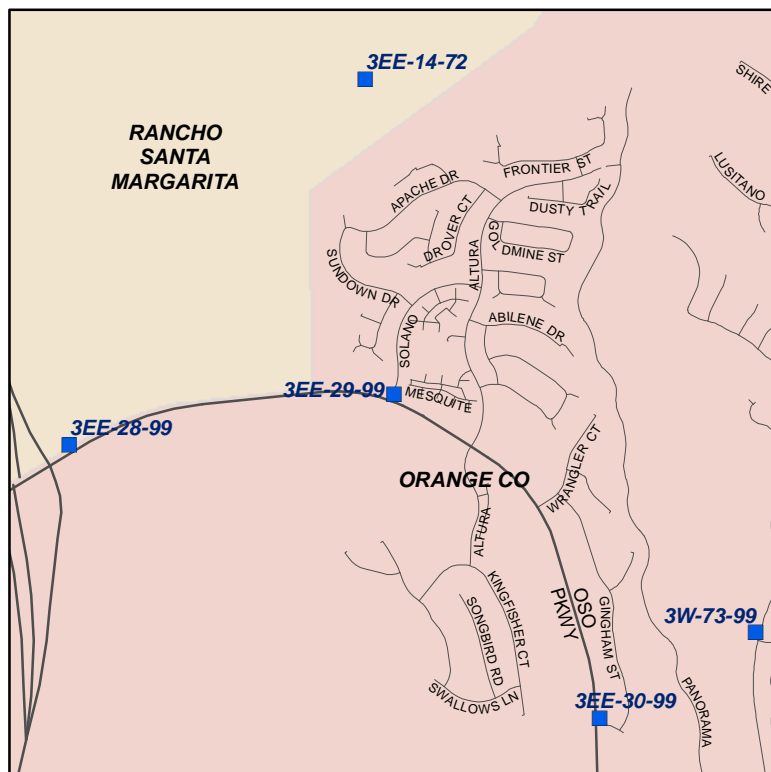 3EE-14-72
SHIRE
RANCHO
SANTA
MARGARITA
FRONTIER ST
LUSITANO
APACHE DR
DUSTY TRAIL
DROVER CT
GOLDMINE ST
ALTURA
SUNDOWN DR
ABILENE DR
SOLANO
3EE-29-99
MESQUITE
3EE-28-99
WRANGLER CT
ORANGE CO
ALTURA
KINGFISHER CT
SONGBIRD RD
OSO
PKWY
GINGHAM ST
3W-73-99
SWALLOWS LN
3EE-30-99
PANORAMA